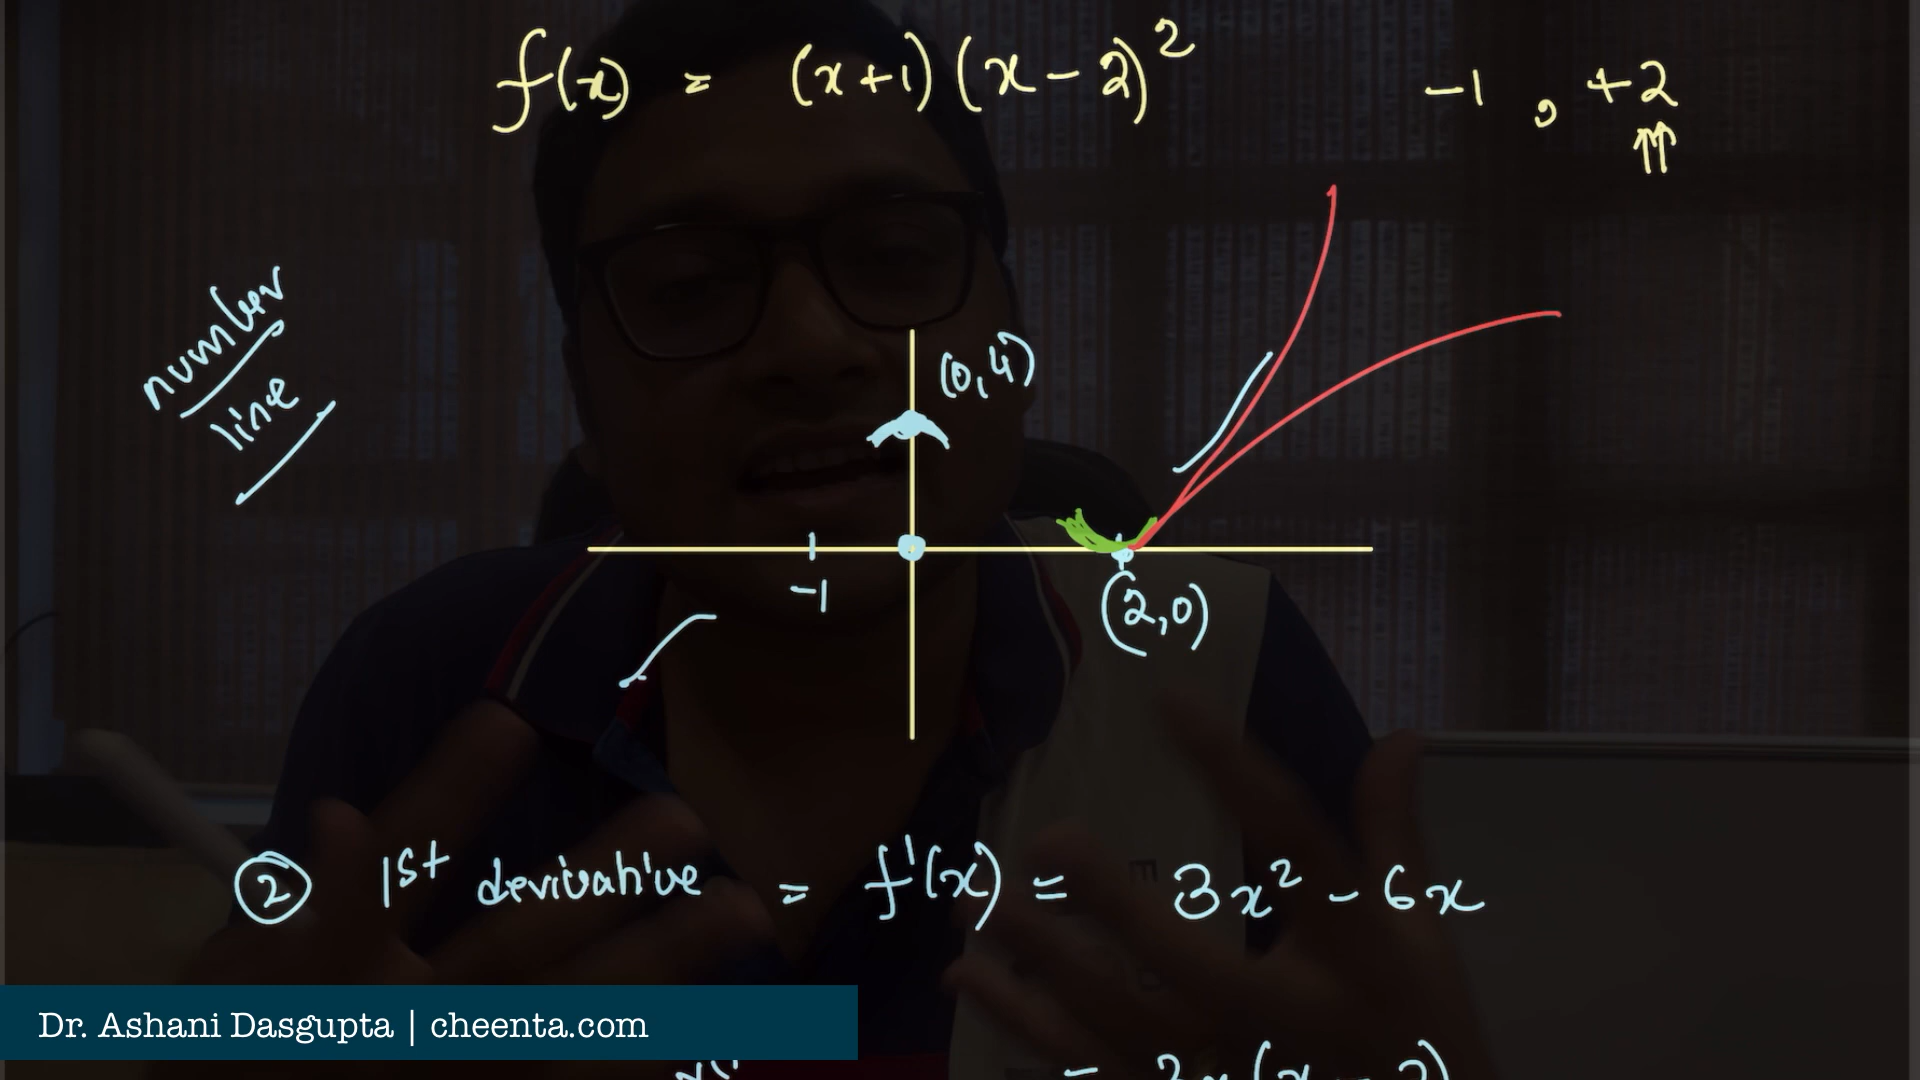 f(x) = (x+1)(x-2)² -1, +2
↑↑
number
line
(0,4)
-1
(2,0)
② 1st derivative = f'(x) = 3x² - 6x
Dr. Ashani Dasgupta | cheenta.com